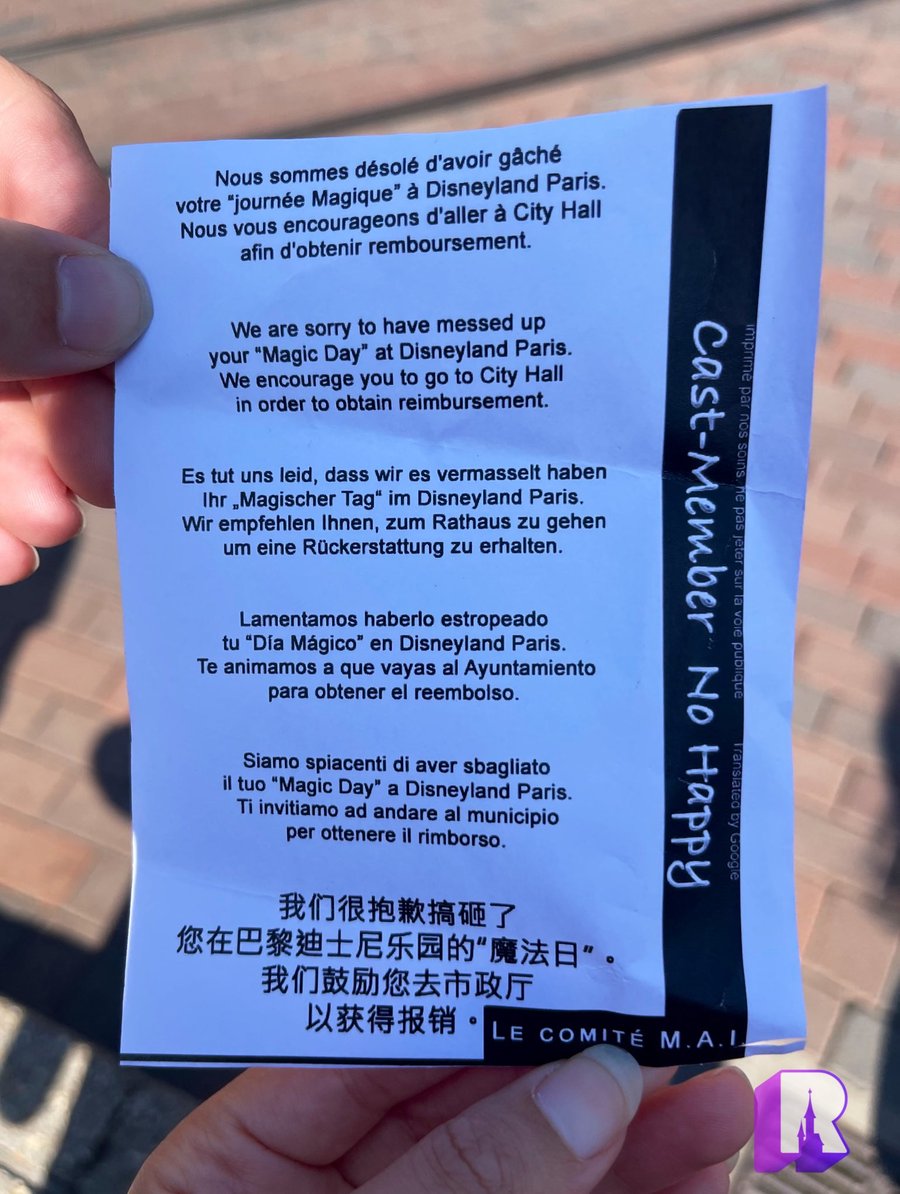 Nous sommes désolé d'avoir gâché
votre “journée Magique” à Disneyland Paris.
Nous vous encourageons d'aller à City Hall
afin d'obtenir remboursement.
We are sorry to have messed up
your “Magic Day” at Disneyland Paris.
We encourage you to go to City Hall
in order to obtain reimbursement.
Es tut uns leid, dass wir es vermasselt haben
Ihr „Magischer Tag“ im Disneyland Paris.
Wir empfehlen Ihnen, zum Rathaus zu gehen
um eine Rückerstattung zu erhalten.
Lamentamos haberlo estropeado
tu “Día Mágico” en Disneyland Paris.
Te animamos a que vayas al Ayuntamiento
para obtener el reembolso.
Siamo spiacenti di aver sbagliato
il tuo “Magic Day” a Disneyland Paris.
Ti invitiamo ad andare al municipio
per ottenere il rimborso.
我们很抱歉搞砸了
您在巴黎迪士尼乐园的“魔法日”。
我们鼓励您去市政厅
以获得报销。
Cast-Member No Happy
imprimé par nos soins ne pas jeter sur la voie publique
Translated by Google
LE COMITÉ M.A.I.
R